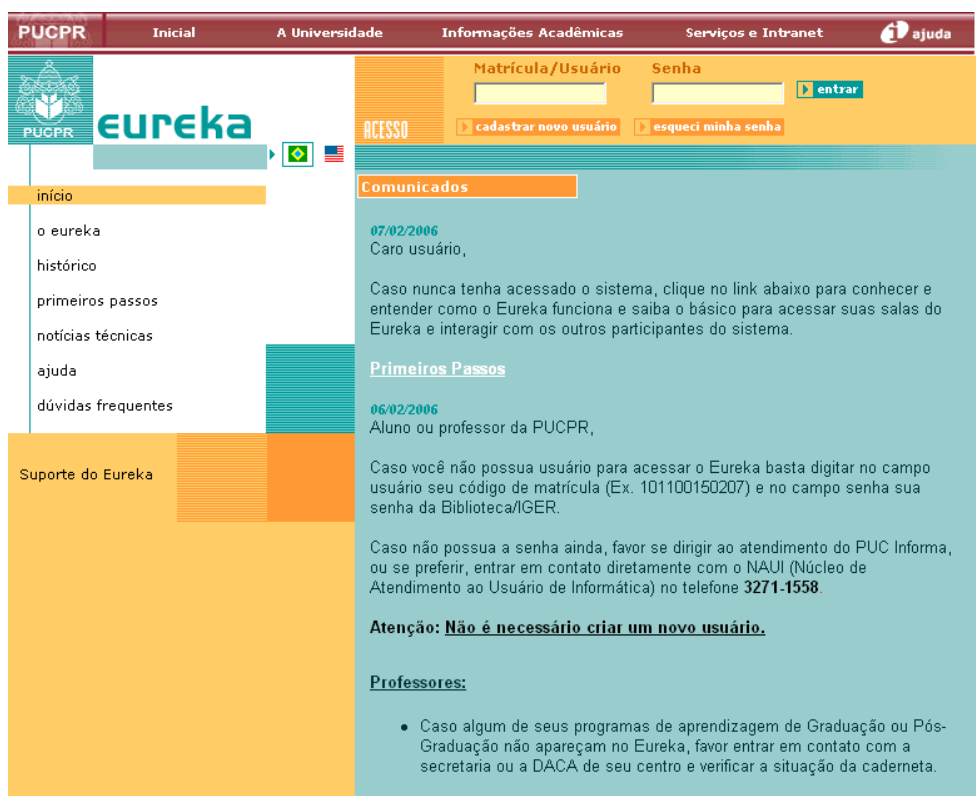 PUCPR Inicial A Universidade Informações Acadêmicas Serviços e Intranet i ajuda
Matrícula/Usuário Senha
entrar
PUCPR eureka ACESSO cadastrar novo usuário esqueci minha senha
Comunicados
início
o eureka
histórico
primeiros passos
notícias técnicas
ajuda
dúvidas frequentes
Suporte do Eureka
07/02/2006
Caro usuário,
Caso nunca tenha acessado o sistema, clique no link abaixo para conhecer e
entender como o Eureka funciona e saiba o básico para acessar suas salas do
Eureka e interagir com os outros participantes do sistema.
Primeiros Passos
06/02/2006
Aluno ou professor da PUCPR,
Caso você não possua usuário para acessar o Eureka basta digitar no campo
usuário seu código de matrícula (Ex. 101100150207) e no campo senha sua
senha da Biblioteca/IGER.
Caso não possua a senha ainda, favor se dirigir ao atendimento do PUC Informa,
ou se preferir, entrar em contato diretamente com o NAUI (Núcleo de
Atendimento ao Usuário de Informática) no telefone 3271-1558.
Atenção: Não é necessário criar um novo usuário.
Professores:
• Caso algum de seus programas de aprendizagem de Graduação ou Pós-
Graduação não apareçam no Eureka, favor entrar em contato com a
secretaria ou a DACA de seu centro e verificar a situação da caderneta.